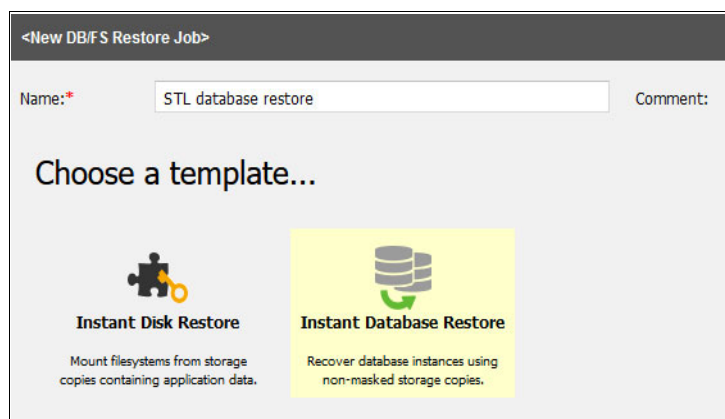 <New DB/FS Restore Job>
Name:* STL database restore Comment:
Choose a template...
Instant Disk Restore
Mount filesystems from storage
copies containing application data.
Instant Database Restore
Recover database instances using
non-masked storage copies.